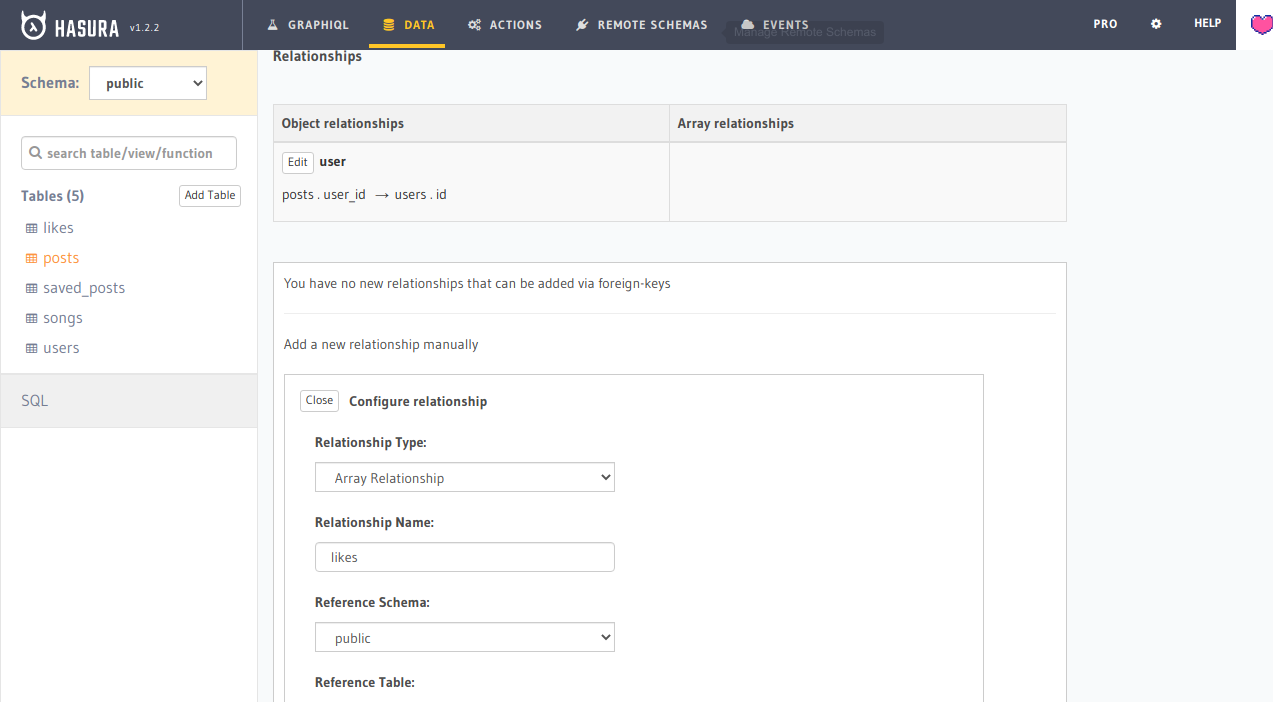 HASURA v1.2.2 GRAPHIQL DATA ACTIONS REMOTE SCHEMAS EVENTS PRO HELP
Manage Remote Schemas
Schema: public
search table/view/function
Tables (5) Add Table
likes
posts
saved_posts
songs
users
SQL
Relationships
Object relationships Array relationships
Edit user
posts . user_id → users . id
You have no new relationships that can be added via foreign-keys
Add a new relationship manually
Close Configure relationship
Relationship Type:
Array Relationship
Relationship Name:
likes
Reference Schema:
public
Reference Table: